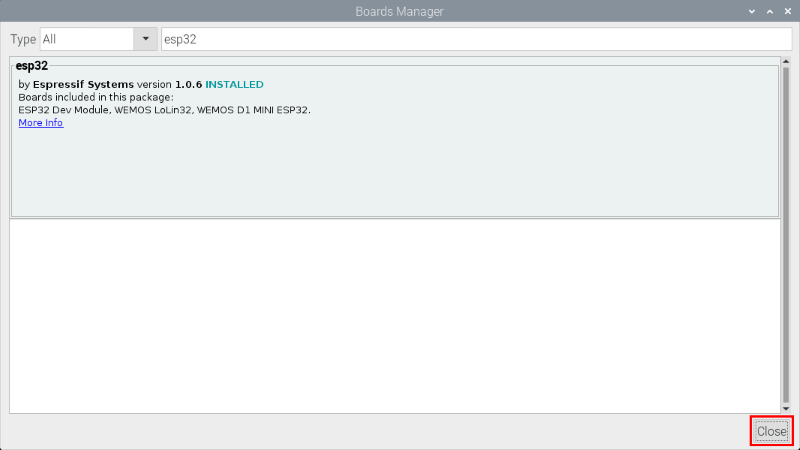 Boards Manager
Type All esp32
esp32
by Espressif Systems version 1.0.6 INSTALLED
Boards included in this package:
ESP32 Dev Module, WEMOS LoLin32, WEMOS D1 MINI ESP32.
More Info
Close